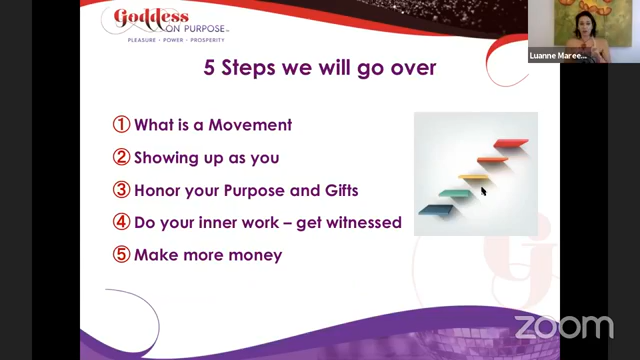 Goddess
ON PURPOSE™
PLEASURE • POWER • PROSPERITY
Luanne Maree...
5 Steps we will go over
① What is a Movement
② Showing up as you
③ Honor your Purpose and Gifts
④ Do your inner work – get witnessed
⑤ Make more money
zoom